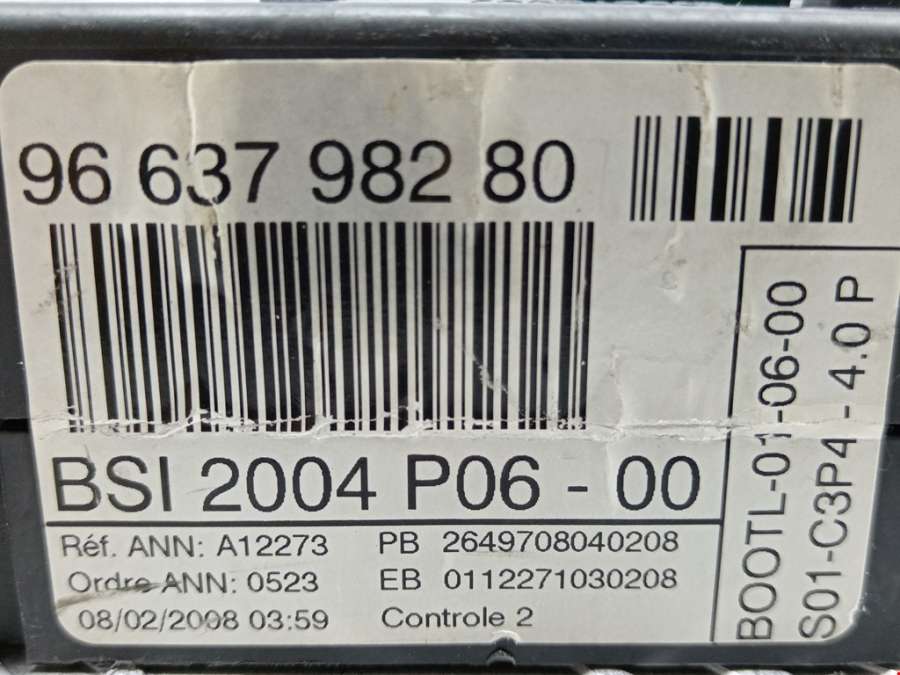 96 637 982 80
BSI 2004 P06 - 00
Réf. ANN: A12273
Ordre ANN: 0523
08/02/2008 03:59
PB 2649708040208
EB 0112271030208
Controle 2
BOOTL-01-06-00
S01-C3P4 - 4.0 P